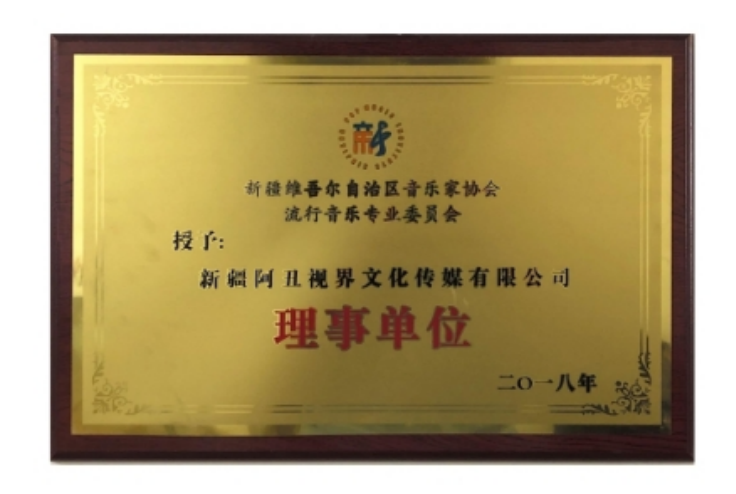 新
新疆维吾尔自治区音乐家协会
流行音乐专业委员会
授予:
新疆阿丑视界文化传媒有限公司
理事单位
二〇一八年